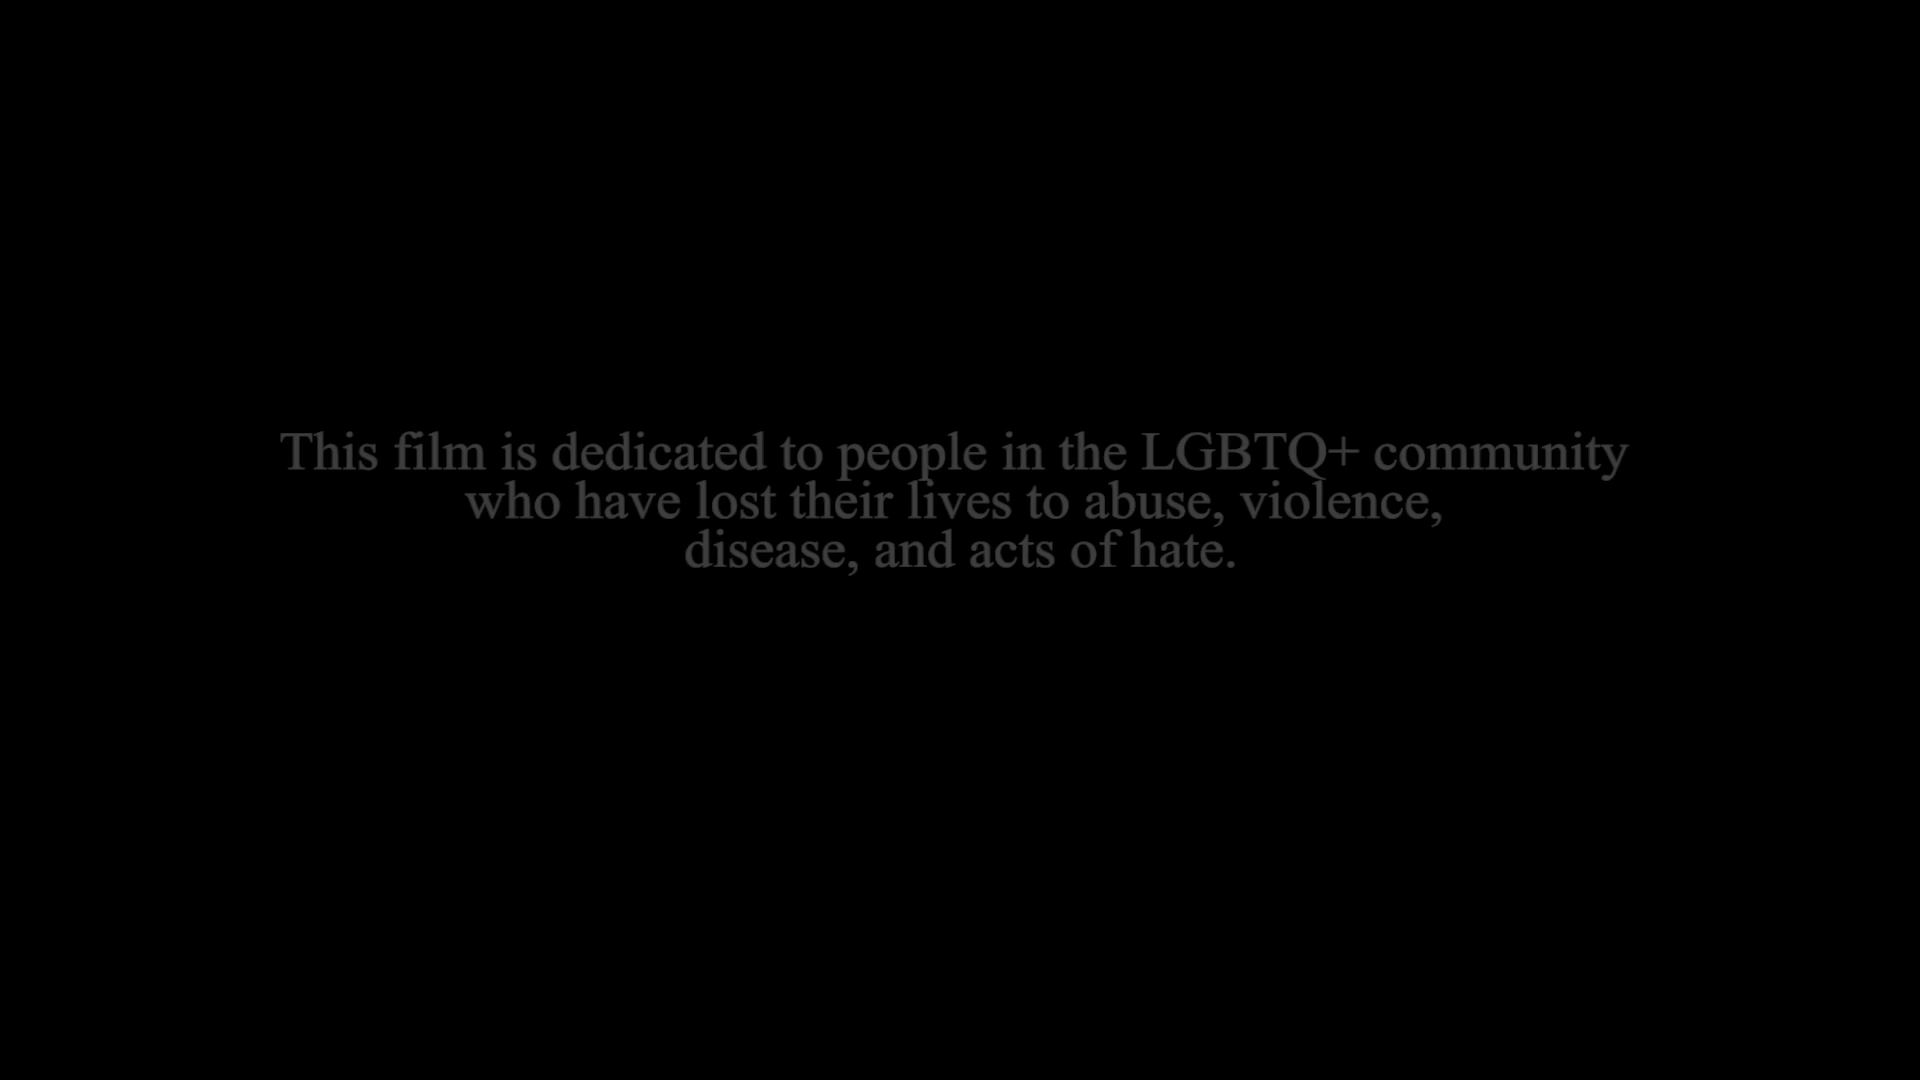 This film is dedicated to people in the LGBTQ+ community
who have lost their lives to abuse, violence,
disease, and acts of hate.